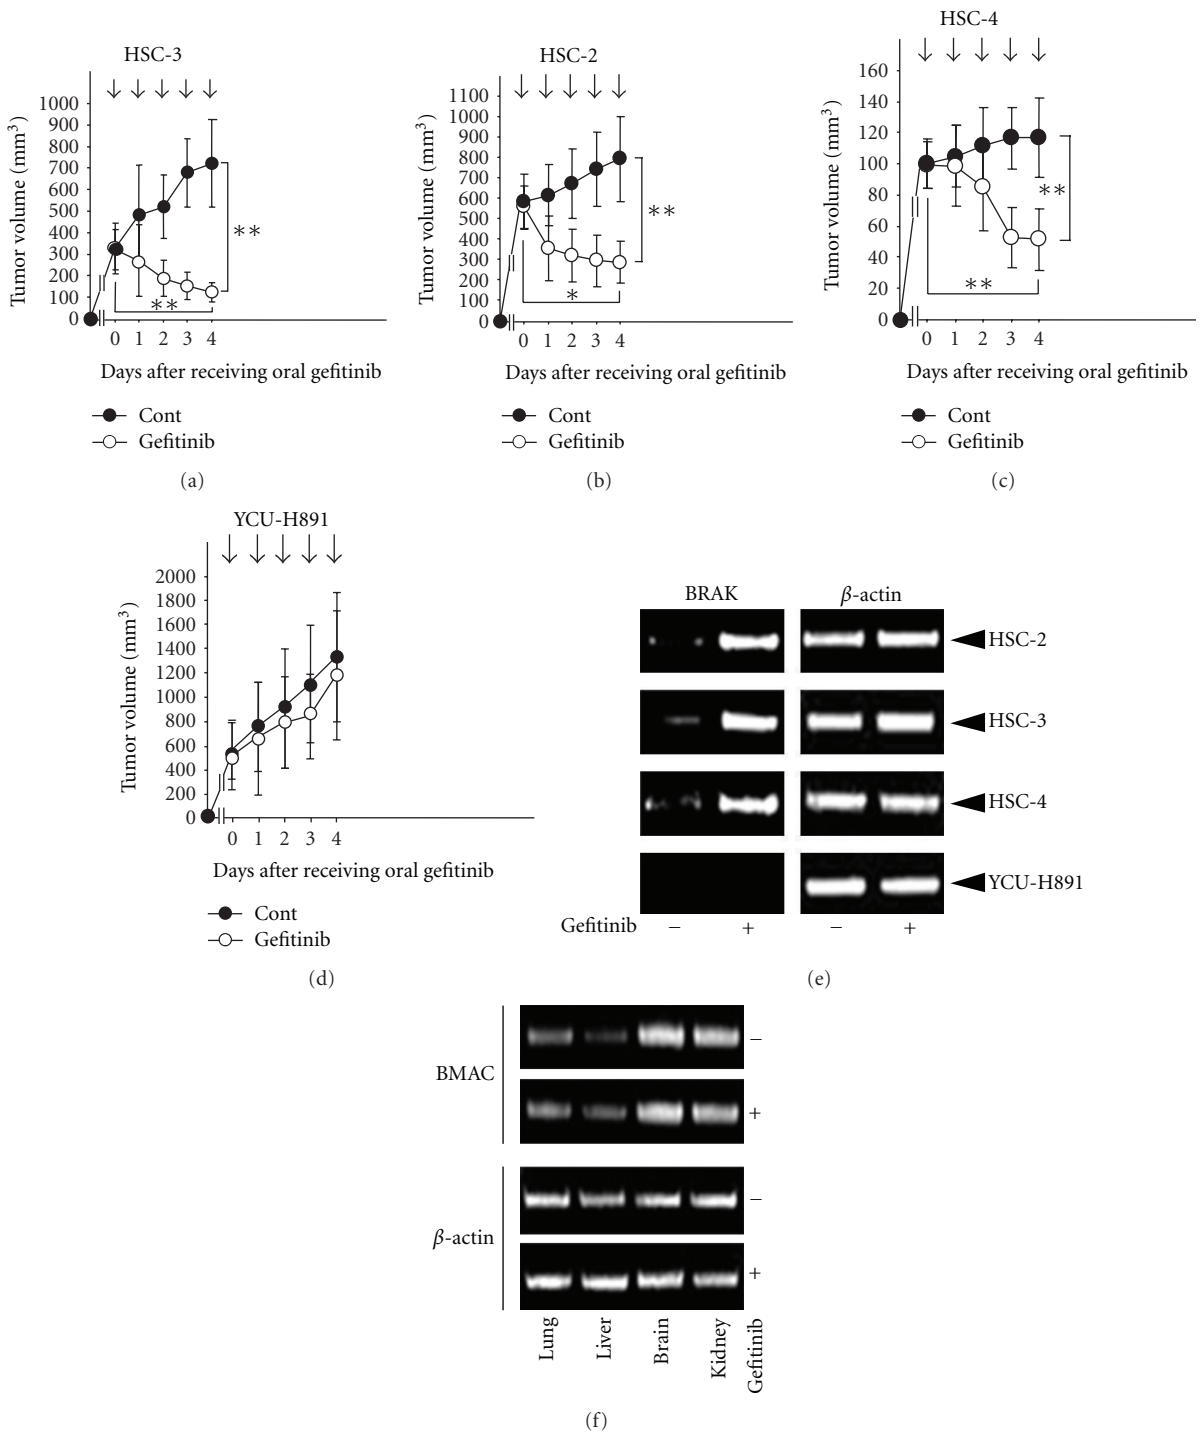 HSC-3
Tumor volume (mm³)
1000
900
800
700
600
500
400
300
200
100
0
**
**
0 1 2 3 4
Days after receiving oral gefitinib
Cont
Gefitinib
(a)
HSC-2
Tumor volume (mm³)
1100
1000
900
800
700
600
500
400
300
200
100
0
**
*
0 1 2 3 4
Days after receiving oral gefitinib
Cont
Gefitinib
(b)
HSC-4
Tumor volume (mm³)
160
140
120
100
80
60
40
20
0
**
**
0 1 2 3 4
Days after receiving oral gefitinib
Cont
Gefitinib
(c)
YCU-H891
Tumor volume (mm³)
2000
1800
1600
1400
1200
1000
800
600
400
200
0
0 1 2 3 4
Days after receiving oral gefitinib
Cont
Gefitinib
(d)
BRAK β-actin
HSC-2
HSC-3
HSC-4
YCU-H891
Gefitinib − + − +
(e)
BMAC
−
+
β-actin
−
+
Lung Liver Brain Kidney Gefitinib
(f)